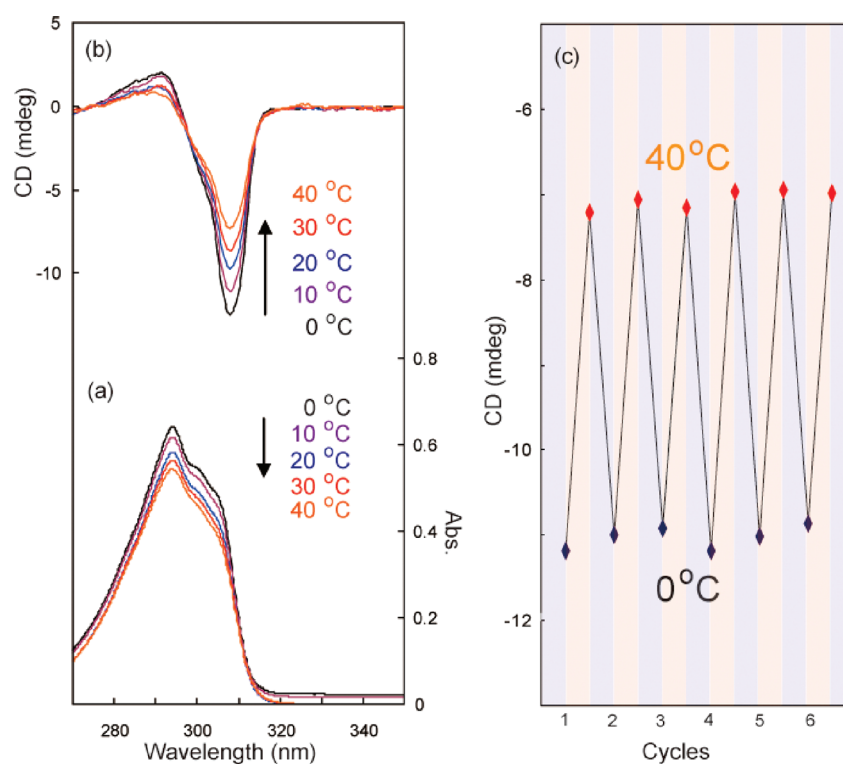 (b)
5
0
-5
-10
CD (mdeg)
40 °C
30 °C
20 °C
10 °C
0 °C
(a)
0 °C
10 °C
20 °C
30 °C
40 °C
0.8
0.6
0.4
0.2
0
Abs.
280
300
320
340
Wavelength (nm)
(c)
-6
-7
-8
-10
-11
-12
CD (mdeg)
40°C
0°C
1 2 3 4 5 6
Cycles